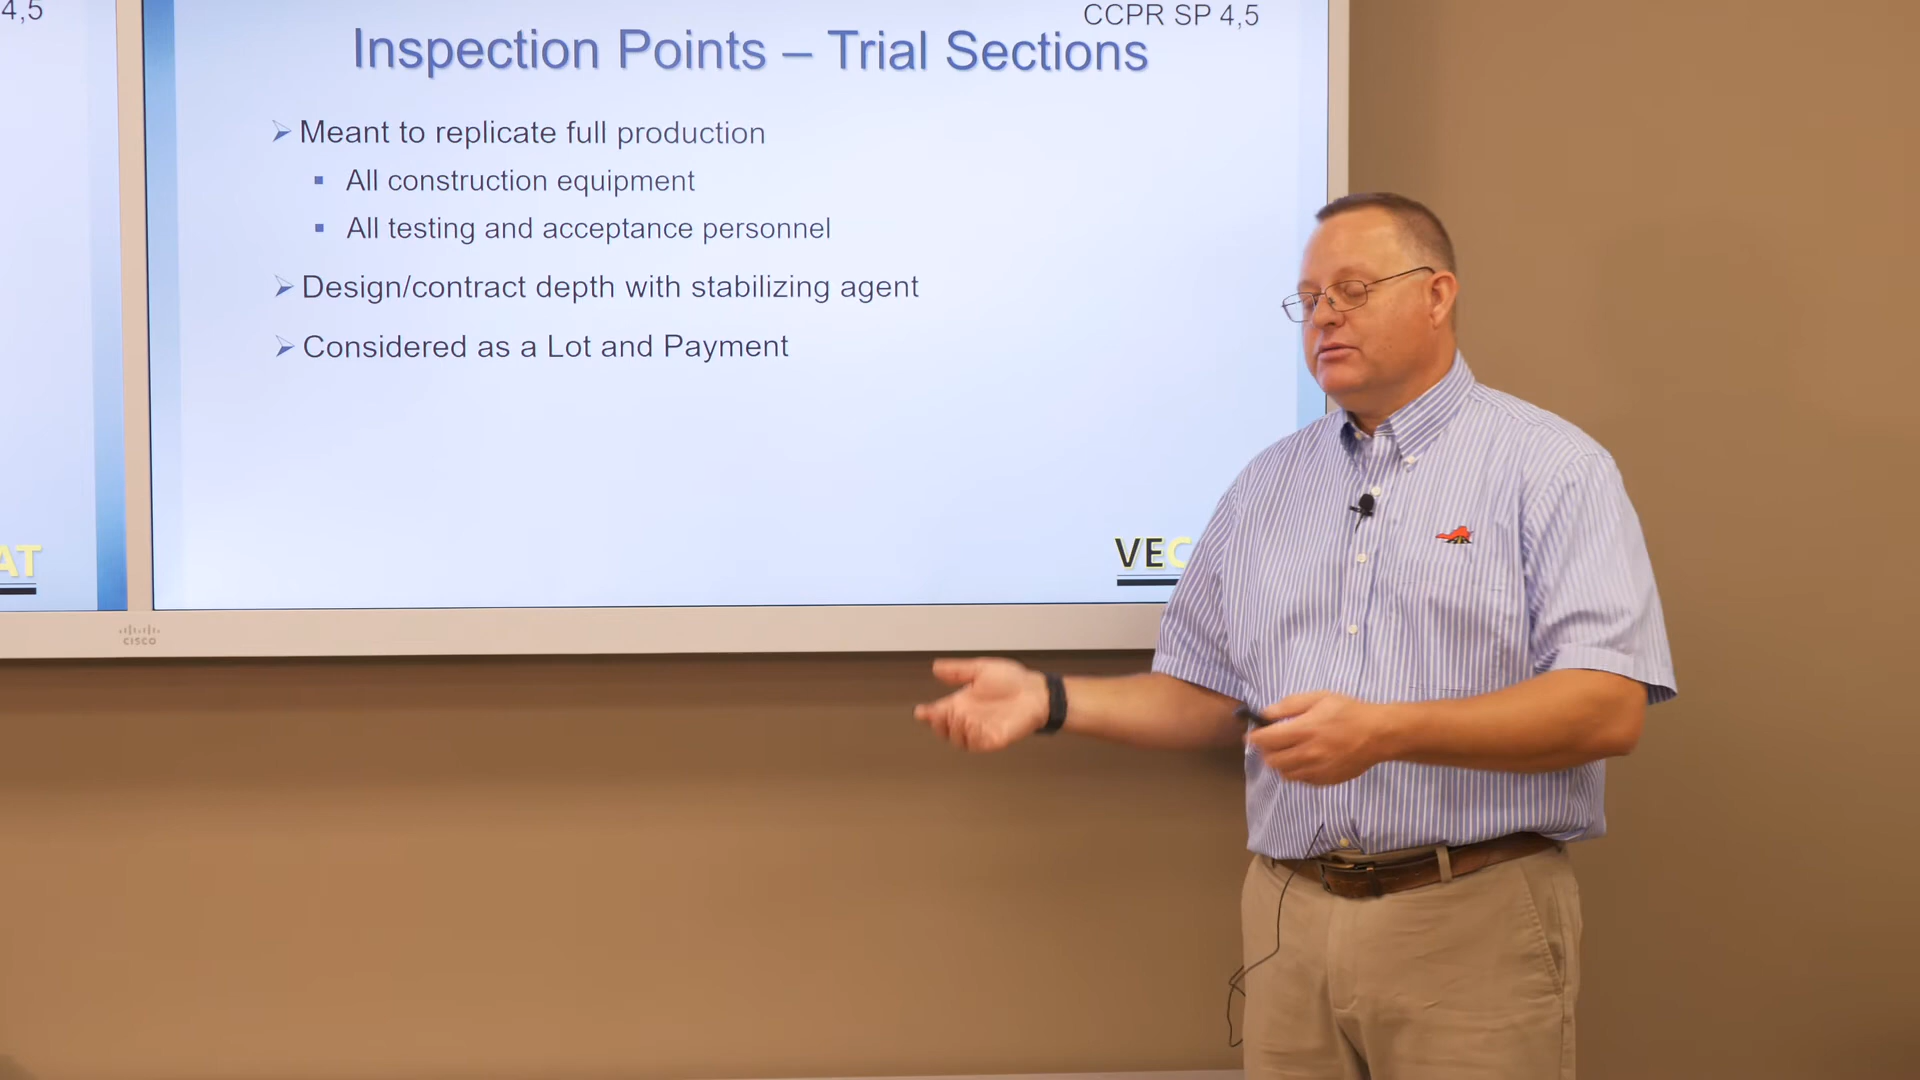 4,5
CCPR SP 4,5
Inspection Points – Trial Sections
Meant to replicate full production
All construction equipment
All testing and acceptance personnel
Design/contract depth with stabilizing agent
Considered as a Lot and Payment
AT
VEC
CISCO